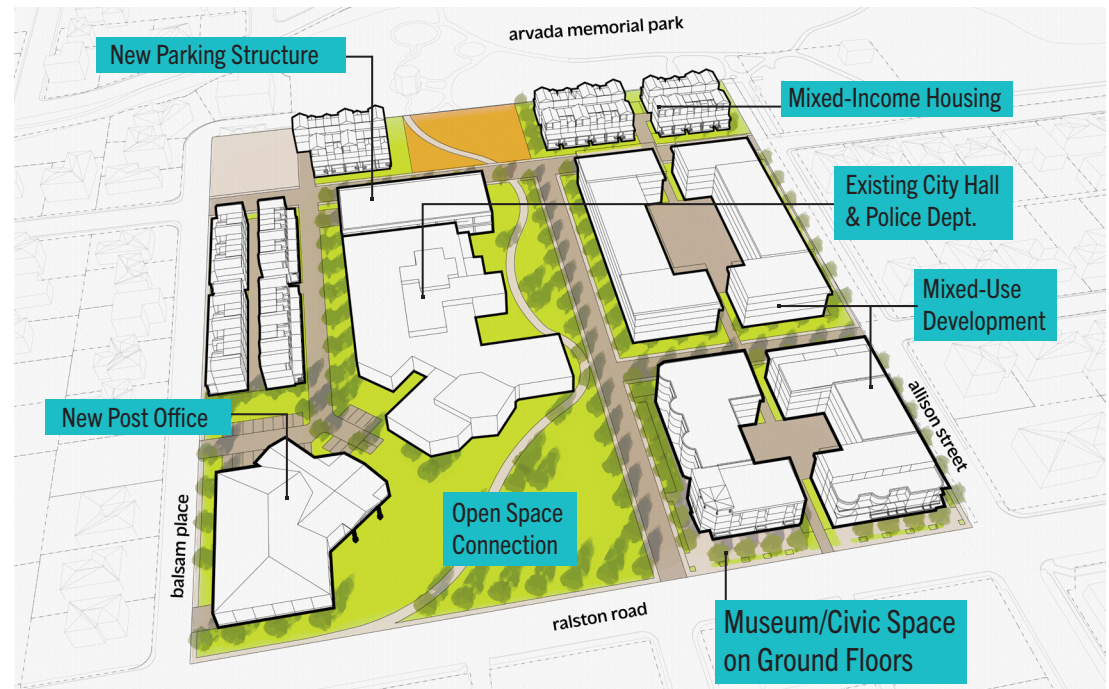 arvada memorial park
New Parking Structure
Mixed-Income Housing
Existing City Hall
& Police Dept.
Mixed-Use
Development
allison street
New Post Office
Open Space
Connection
balsam place
ralston road
Museum/Civic Space
on Ground Floors